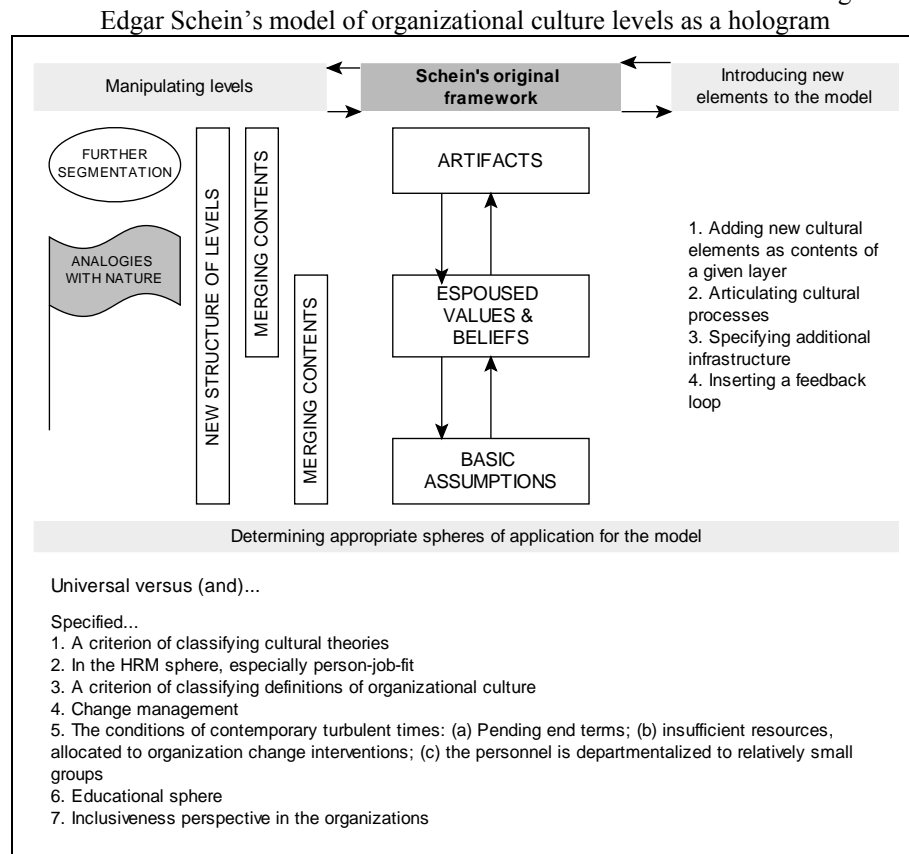 Edgar Schein’s model of organizational culture levels as a hologram
Manipulating levels
Schein's original
framework
Introducing new
elements to the model
FURTHER
SEGMENTATION
ANALOGIES
WITH NATURE
NEW STRUCTURE OF LEVELS
MERGING CONTENTS
MERGING CONTENTS
ARTIFACTS
ESPOUSED
VALUES &
BELIEFS
BASIC
ASSUMPTIONS
1. Adding new cultural
elements as contents of
a given layer
2. Articulating cultural
processes
3. Specifying additional
infrastructure
4. Inserting a feedback
loop
Determining appropriate spheres of application for the model
Universal versus (and)...
Specified...
1. A criterion of classifying cultural theories
2. In the HRM sphere, especially person-job-fit
3. A criterion of classifying definitions of organizational culture
4. Change management
5. The conditions of contemporary turbulent times: (a) Pending end terms; (b) insufficient resources,
allocated to organization change interventions; (c) the personnel is departmentalized to relatively small
groups
6. Educational sphere
7. Inclusiveness perspective in the organizations